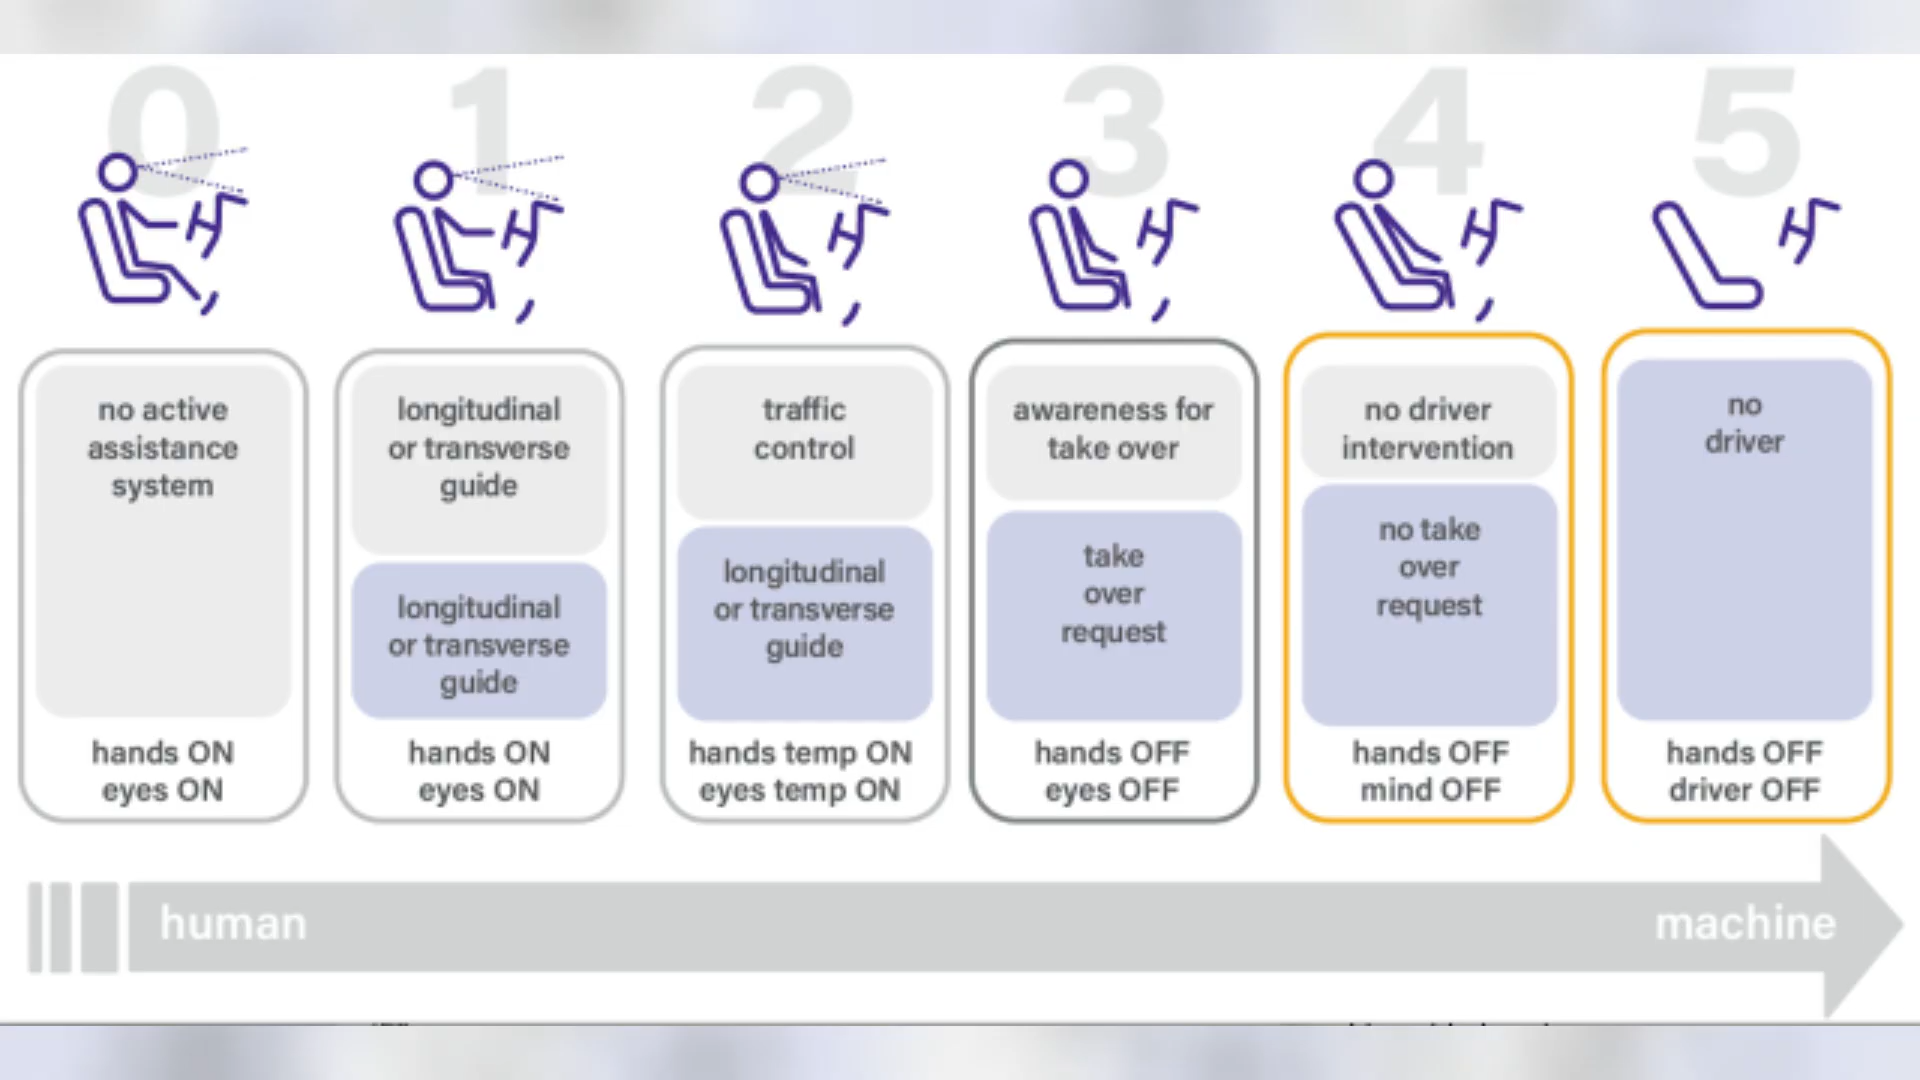 0
no active
assistance
system
hands ON
eyes ON
1
longitudinal
or transverse
guide
longitudinal
or transverse
guide
hands ON
eyes ON
2
traffic
control
longitudinal
or transverse
guide
hands temp ON
eyes temp ON
3
awareness for
take over
take
over
request
hands OFF
eyes OFF
4
no driver
intervention
no take
over
request
hands OFF
mind OFF
5
no
driver
hands OFF
driver OFF
human
machine